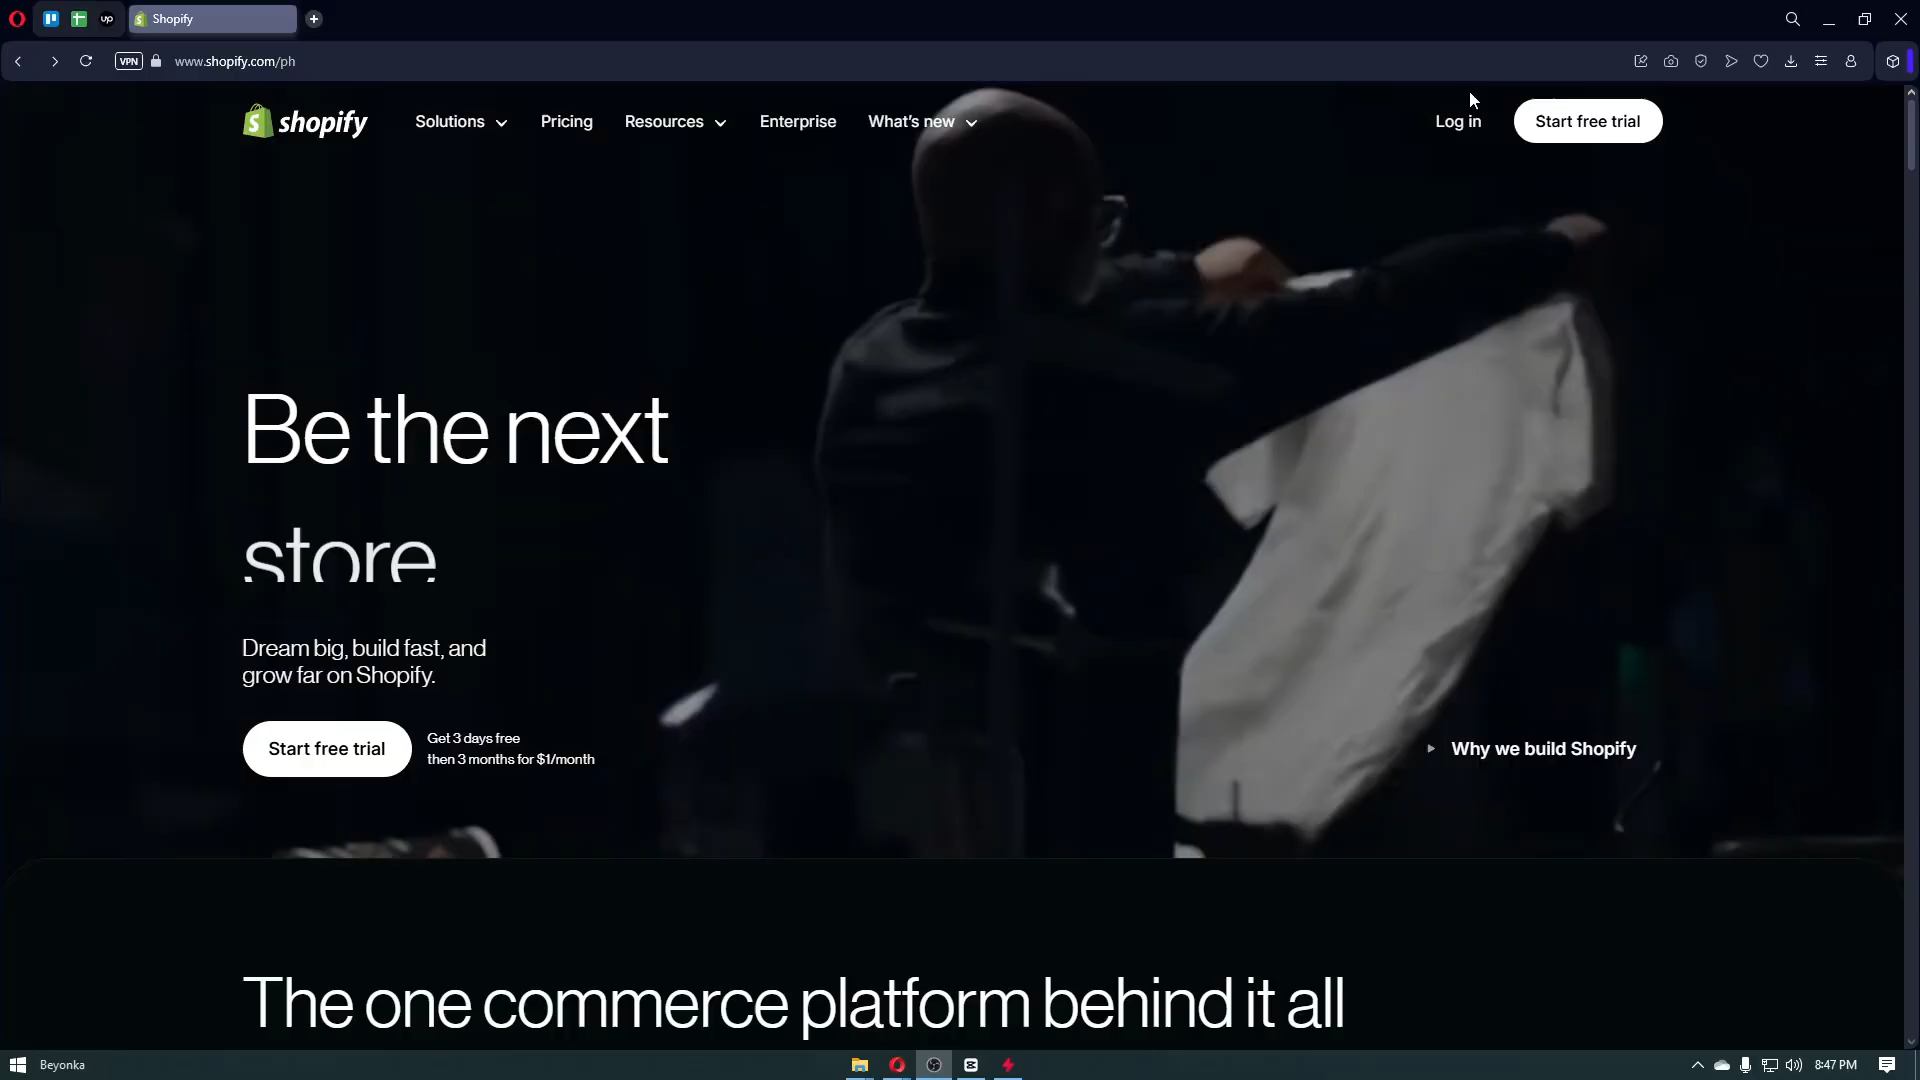 Shopify
VPN
www.shopify.com/ph
shopify
Solutions
Pricing
Resources
Enterprise
What's new
Log in
Start free trial
Be the next
store
Dream big, build fast, and
grow far on Shopify.
Start free trial
Get 3 days free
then 3 months for $1/month
Why we build Shopify
The one commerce platform behind it all
Beyonka
8:47 PM